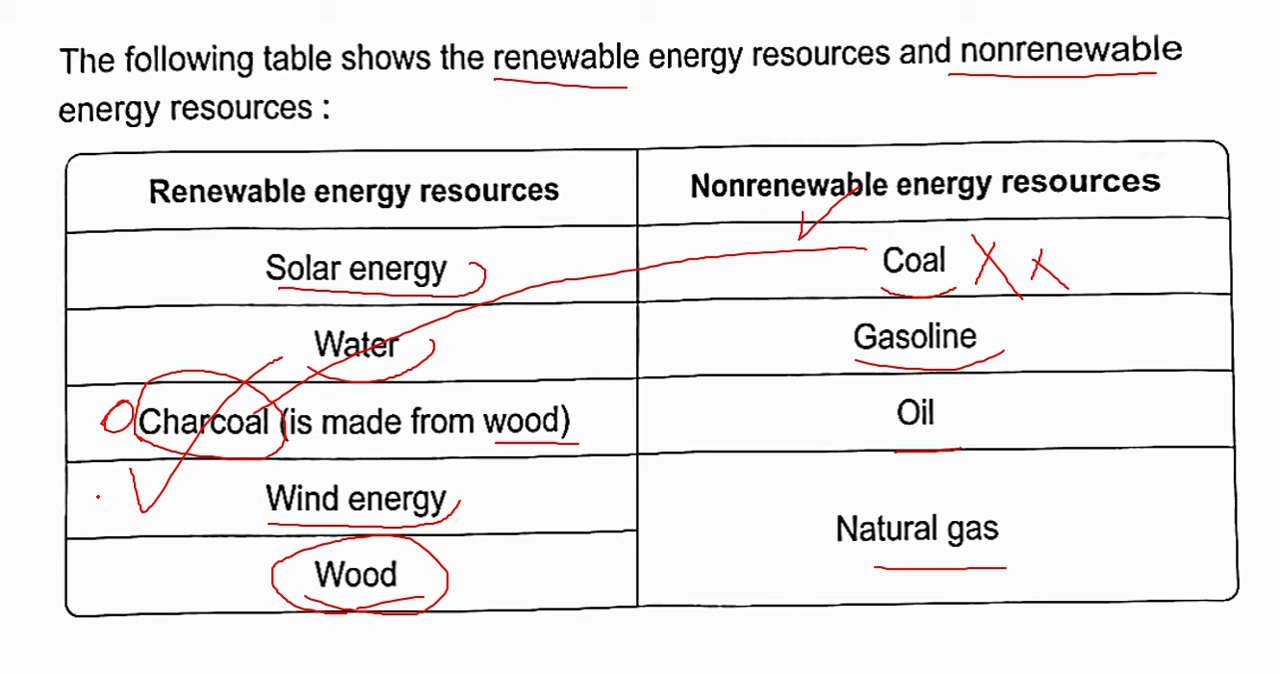 The following table shows the renewable energy resources and nonrenewable
energy resources :
Renewable energy resources
Nonrenewable energy resources
Solar energy
Coal
Water
Gasoline
Charcoal (is made from wood)
Oil
Wind energy
Natural gas
Wood